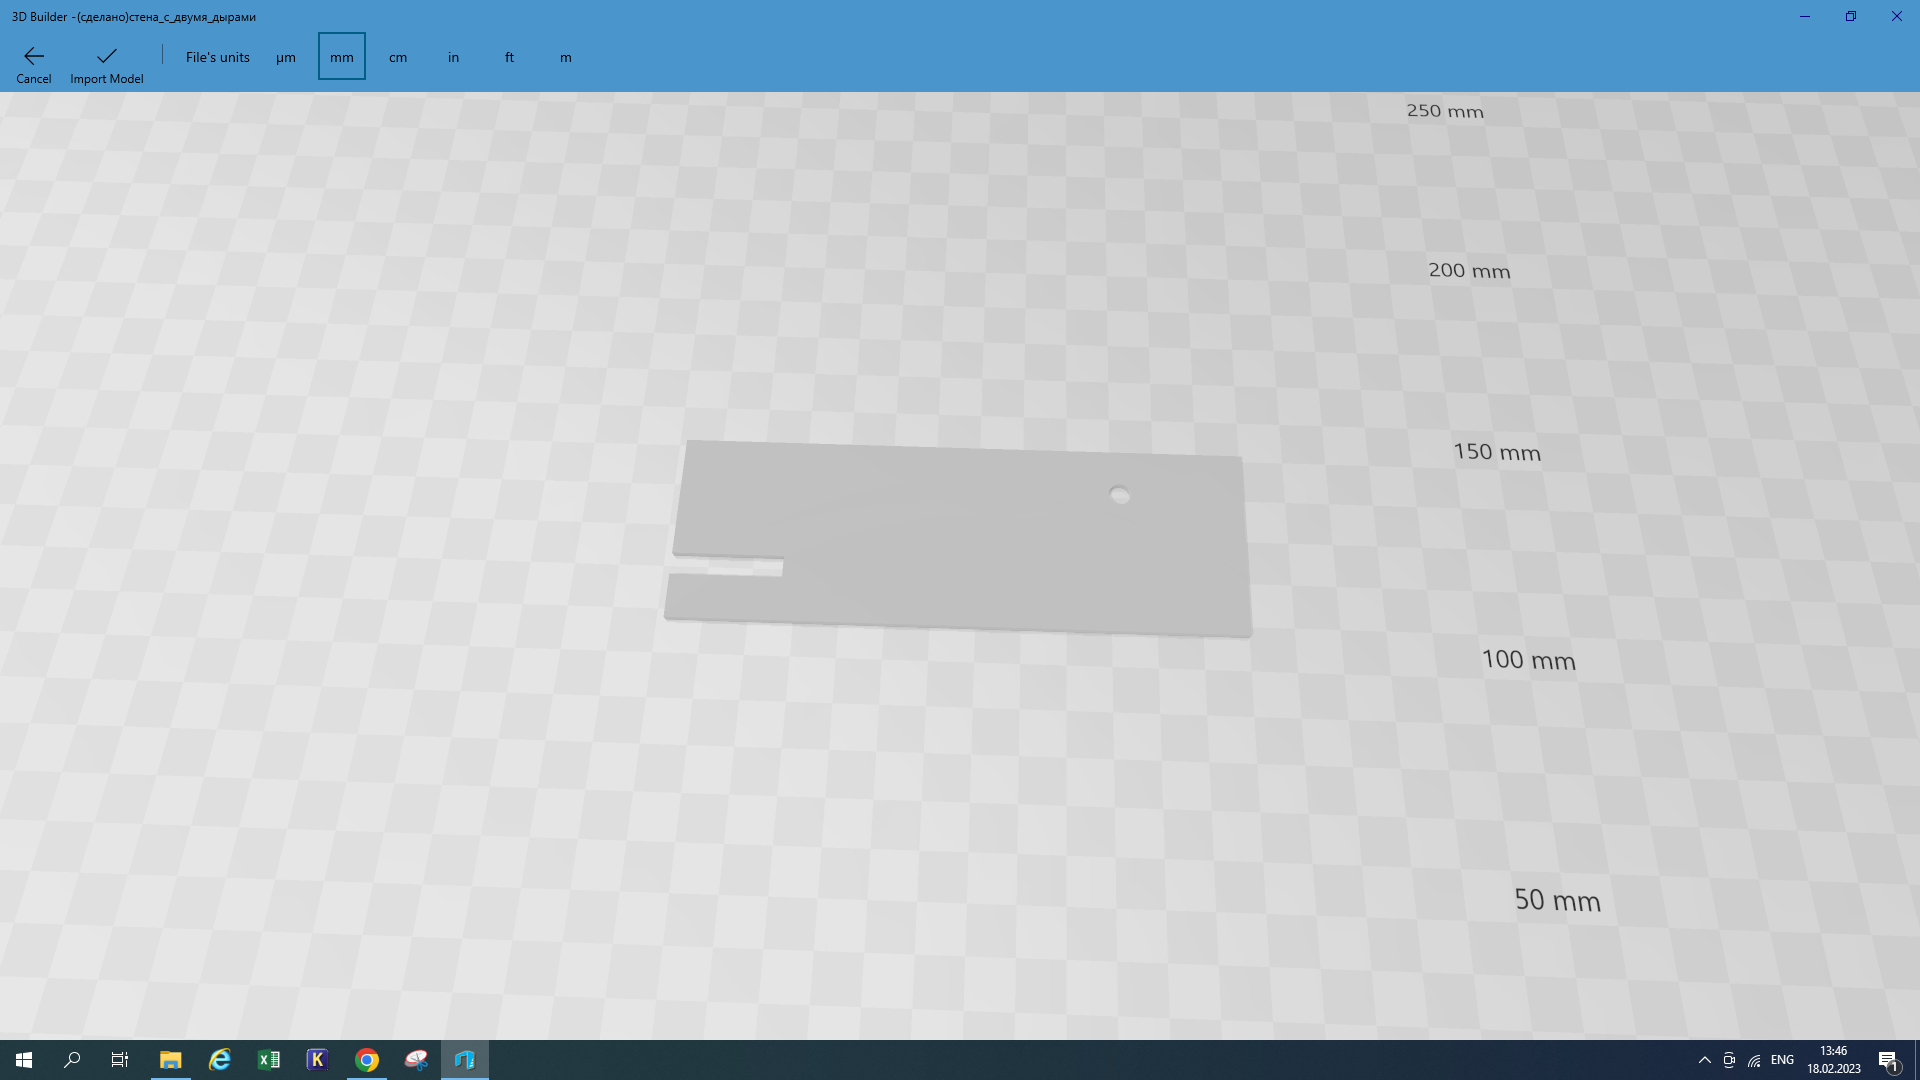 3D Builder -(сделано)стена_с_двумя_дырами
Cancel
Import Model
File's units
µm
mm
cm
in
ft
m
250 mm
200 mm
150 mm
100 mm
50 mm
K
ENG
13:46
18.02.2023
1